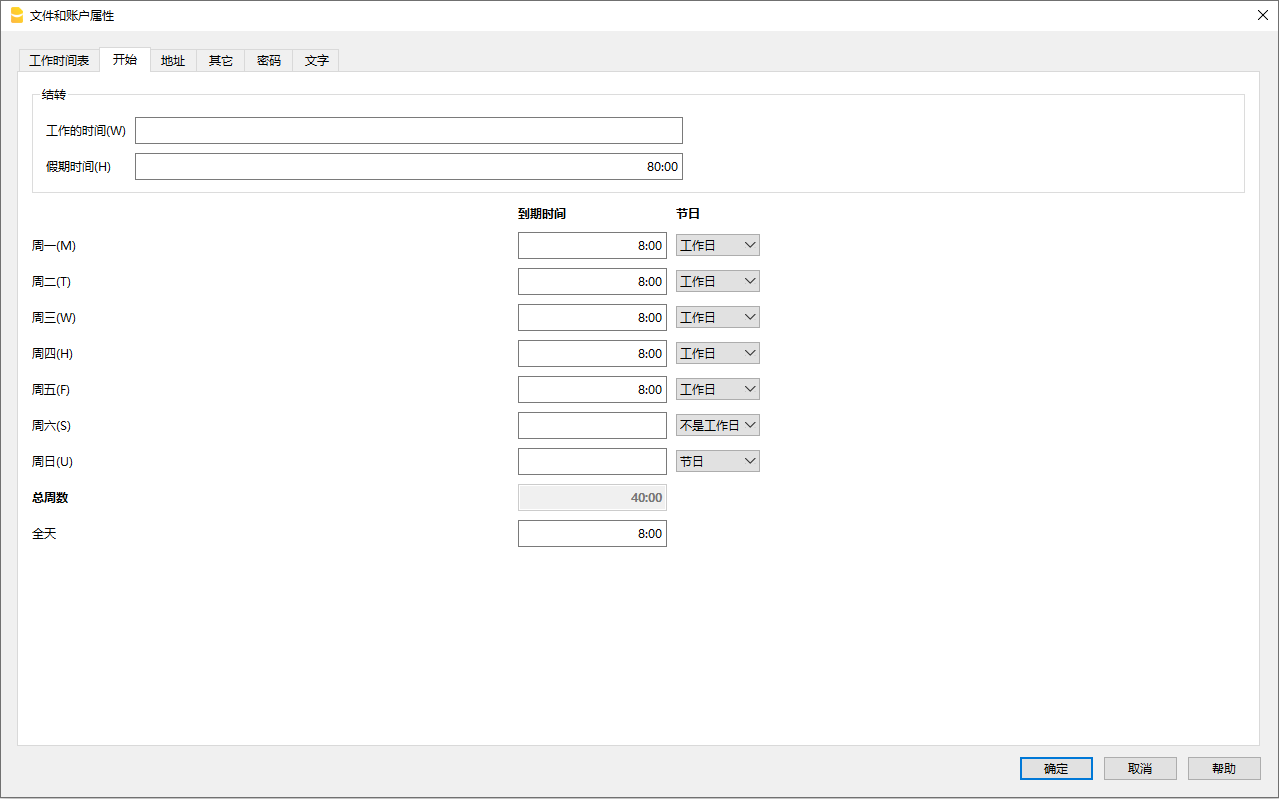 文件和账户属性
工作时间表 开始 地址 其它 密码 文字
结转
工作的时间(W)
假期时间(H) 80:00
到期时间 节日
周一(M) 8:00 工作日
周二(T) 8:00 工作日
周三(W) 8:00 工作日
周四(H) 8:00 工作日
周五(F) 8:00 工作日
周六(S) 不是工作日
周日(U) 节日
总周数 40:00
全天 8:00
确定 取消 帮助